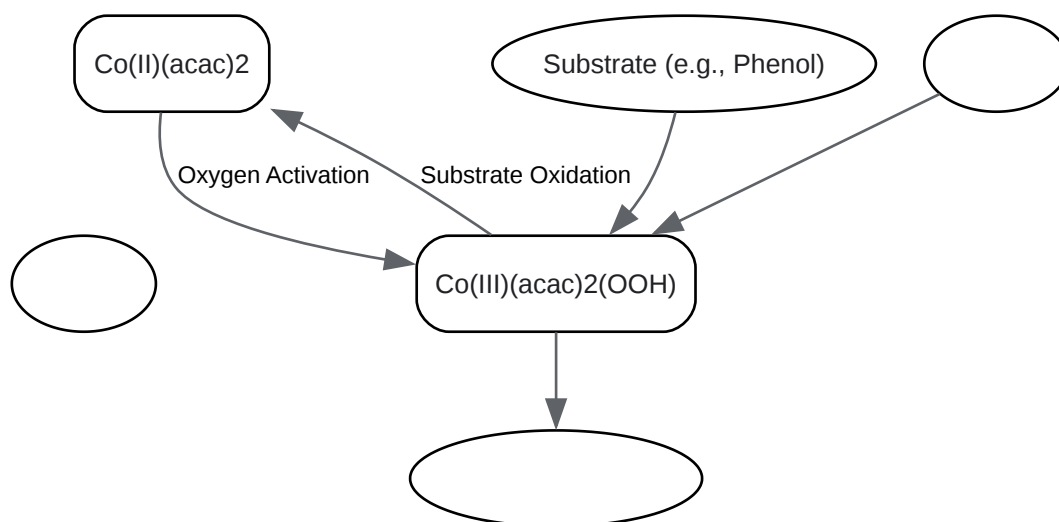 Co(II)(acac)2
Substrate (e.g., Phenol)
Oxygen Activation
Substrate Oxidation
Co(III)(acac)2(OOH)